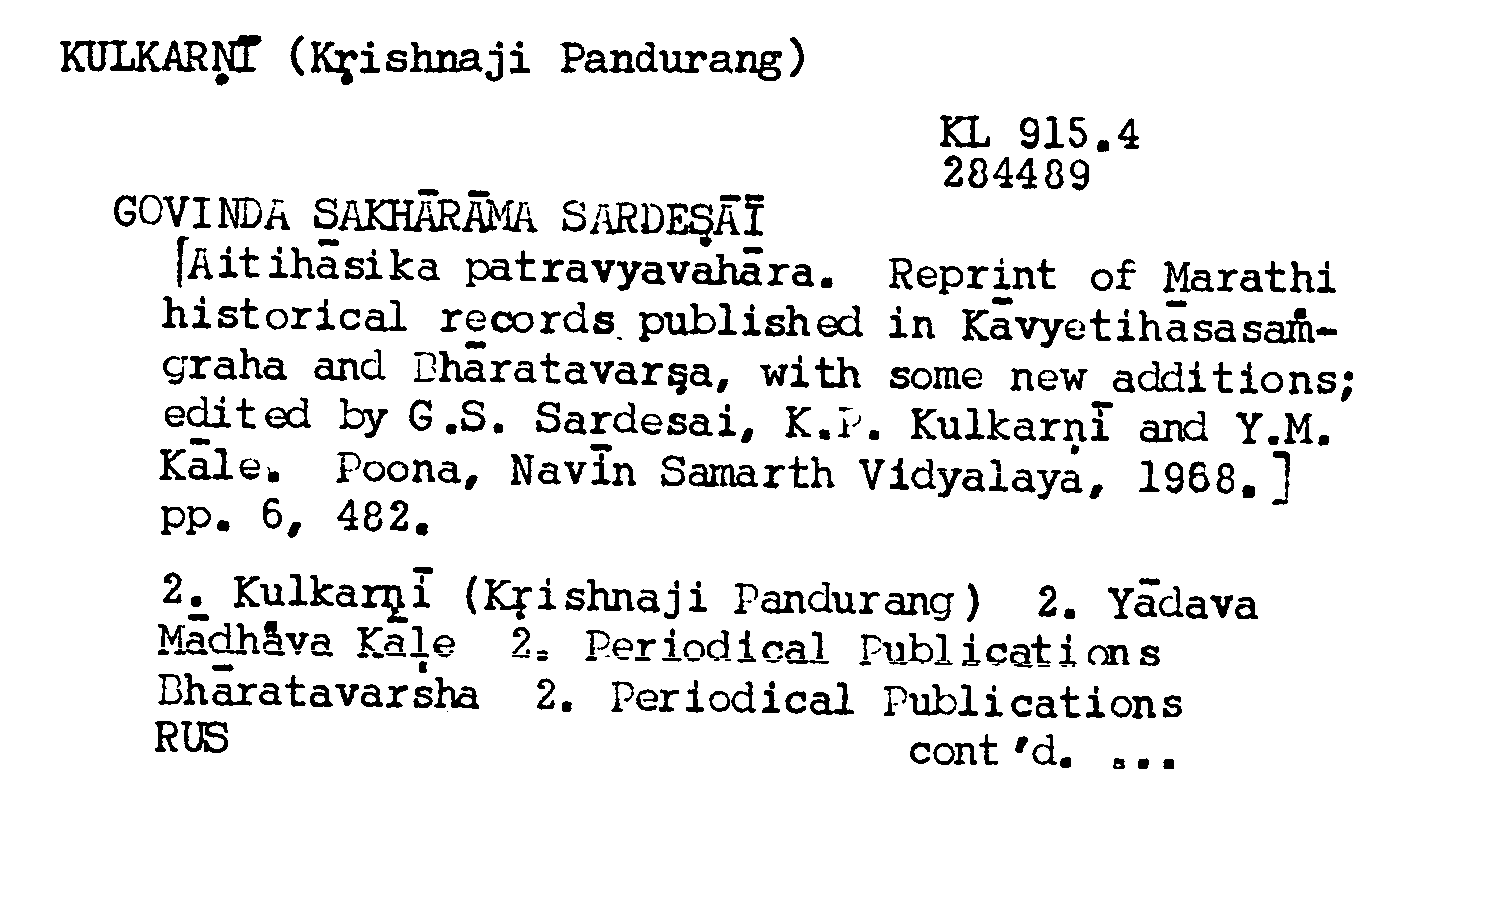 KULKARṆĪ (Kṛishnaji Pandurang)
KL 915.4
284489
GOVINDA SAKHĀRĀMA SARDEṢĀĪ
[Aitihāsika patravyavahāra. Reprint of Marathi
historical records published in Kāvyetihāsasaṁ-
graha and Bhāratavarṣa, with some new additions;
edited by G.S. Sardesai, K.P. Kulkarṇī and Y.M.
Kāle. Poona, Navīn Samarth Vidyalaya, 1968.]
pp. 6, 482.
2. Kulkarṇī (Kṛishnaji Pandurang) 2. Yādava
Mādhava Kāḷe 2. Periodical Publications
Bhāratavarsha 2. Periodical Publications
RUS cont'd. ...